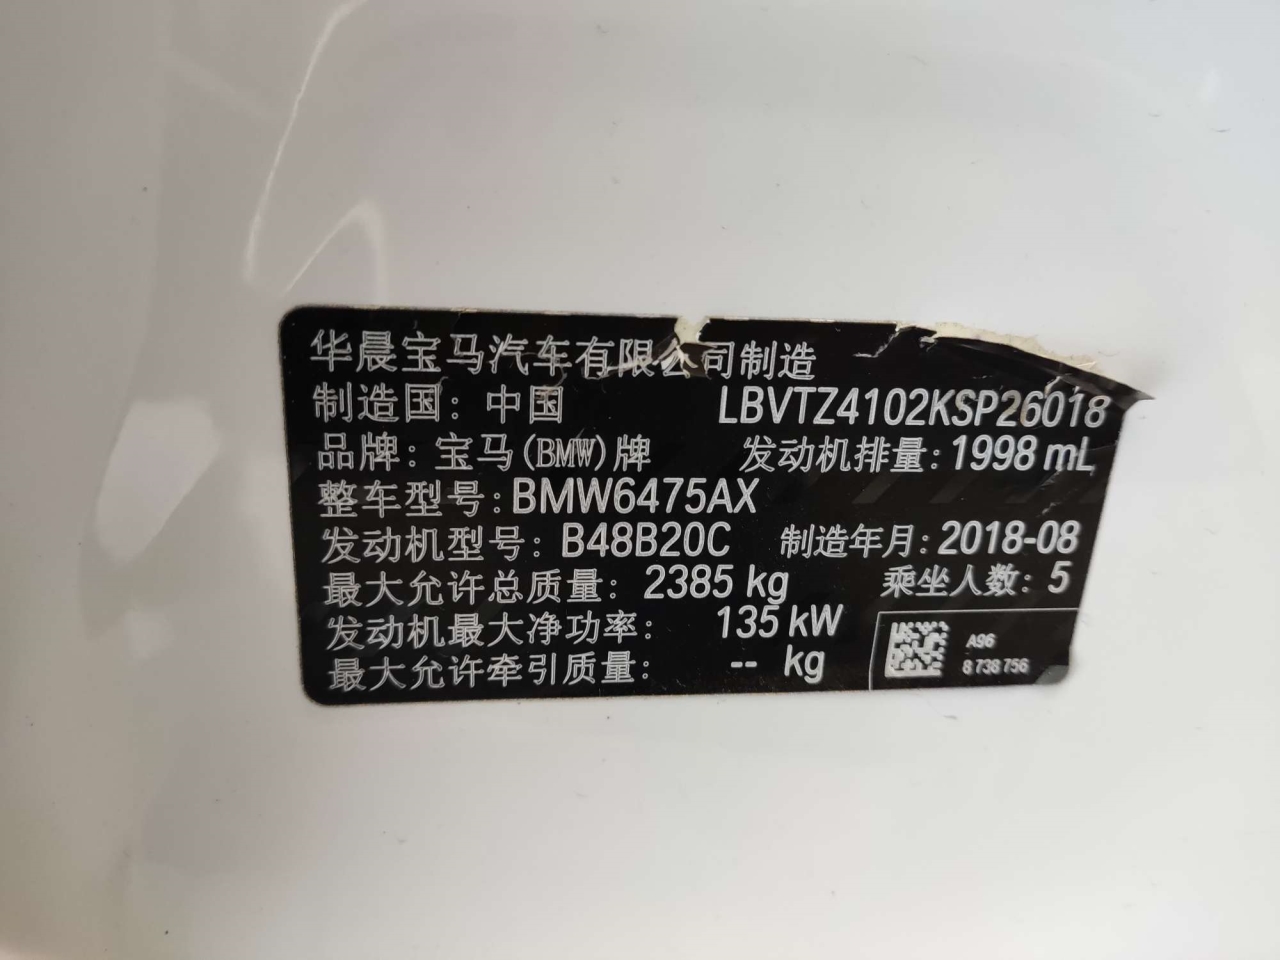 华晨宝马汽车有限公司制造
制造国：中国 LBVTZ4102KSP26018
品牌：宝马(BMW)牌 发动机排量：1998 mL
整车型号：BMW6475AX
发动机型号：B48B20C 制造年月：2018-08
最大允许总质量：2385 kg 乘坐人数：5
发动机最大净功率：135 kW
最大允许牵引质量：-- kg
A96
8 738 756